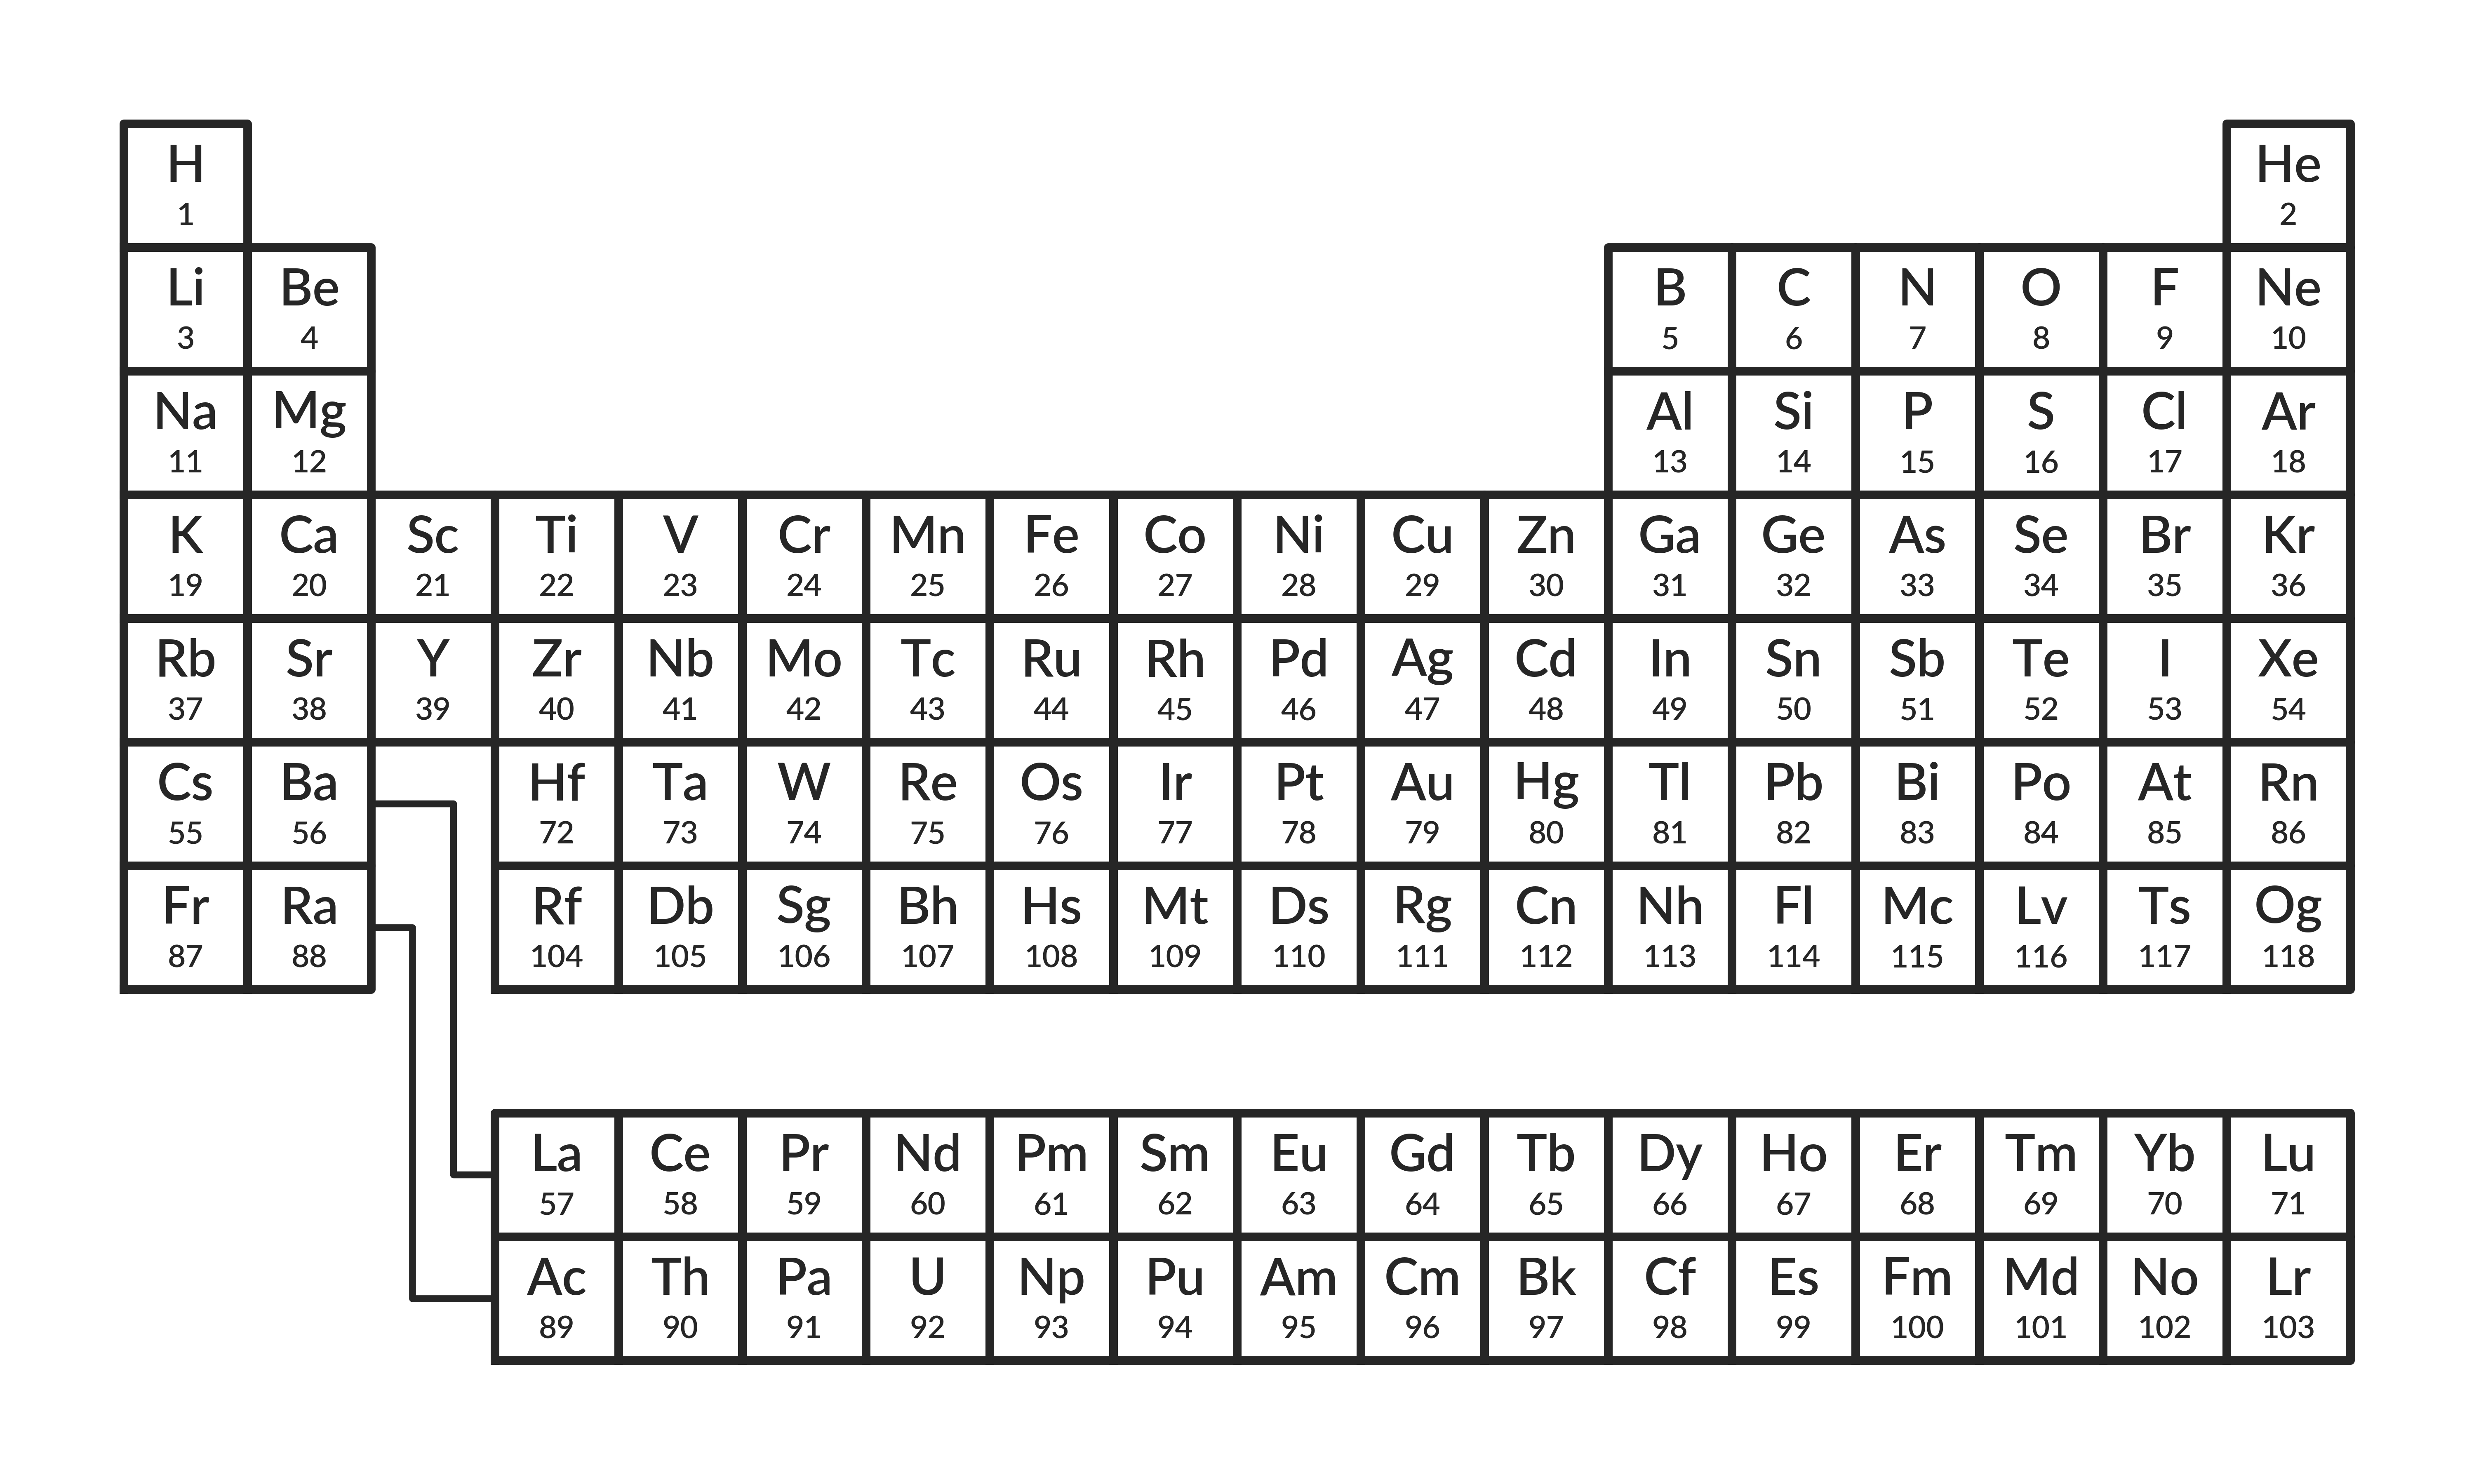 H He
1 2
Li Be B C N O F Ne
3 4 5 6 7 8 9 10
Na Mg Al Si P S Cl Ar
11 12 13 14 15 16 17 18
K Ca Sc Ti V Cr Mn Fe Co Ni Cu Zn Ga Ge As Se Br Kr
19 20 21 22 23 24 25 26 27 28 29 30 31 32 33 34 35 36
Rb Sr Y Zr Nb Mo Tc Ru Rh Pd Ag Cd In Sn Sb Te I Xe
37 38 39 40 41 42 43 44 45 46 47 48 49 50 51 52 53 54
Cs Ba Hf Ta W Re Os Ir Pt Au Hg Tl Pb Bi Po At Rn
55 56 72 73 74 75 76 77 78 79 80 81 82 83 84 85 86
Fr Ra Rf Db Sg Bh Hs Mt Ds Rg Cn Nh Fl Mc Lv Ts Og
87 88 104 105 106 107 108 109 110 111 112 113 114 115 116 117 118
La Ce Pr Nd Pm Sm Eu Gd Tb Dy Ho Er Tm Yb Lu
57 58 59 60 61 62 63 64 65 66 67 68 69 70 71
Ac Th Pa U Np Pu Am Cm Bk Cf Es Fm Md No Lr
89 90 91 92 93 94 95 96 97 98 99 100 101 102 103